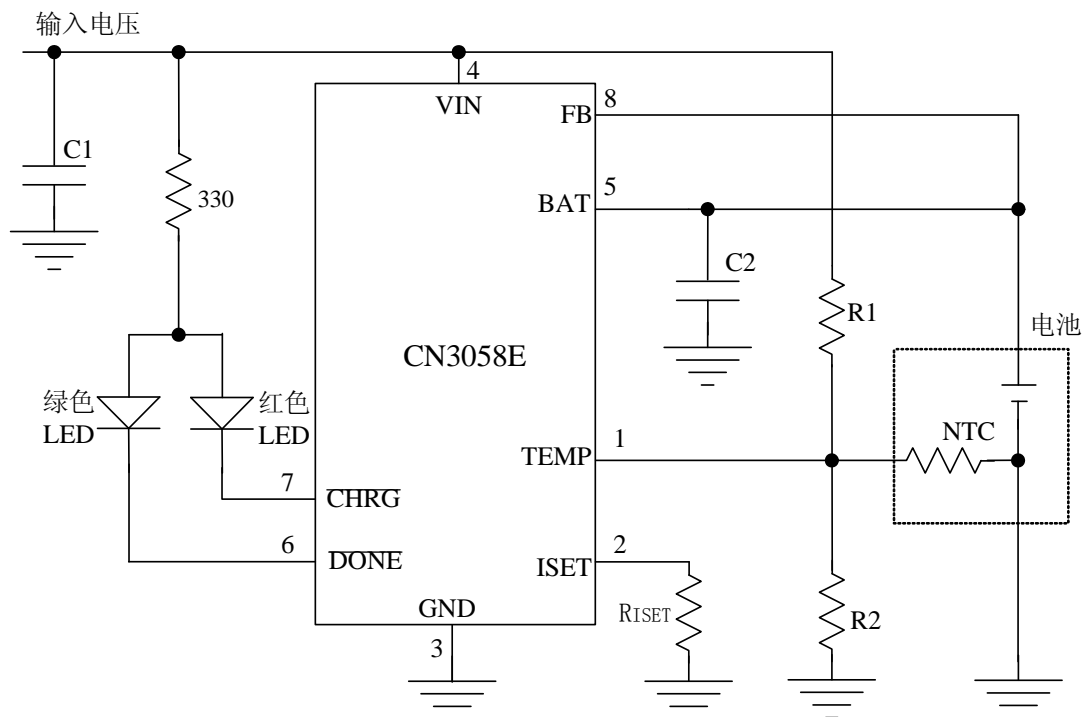 输入电压
4
VIN
8
FB
C1
330
5
BAT
C2
R1
CN3058E
电池
绿色
LED
红色
LED
NTC
1
TEMP
7
CHRG
6
DONE
2
ISET
RISET
GND
R2
3